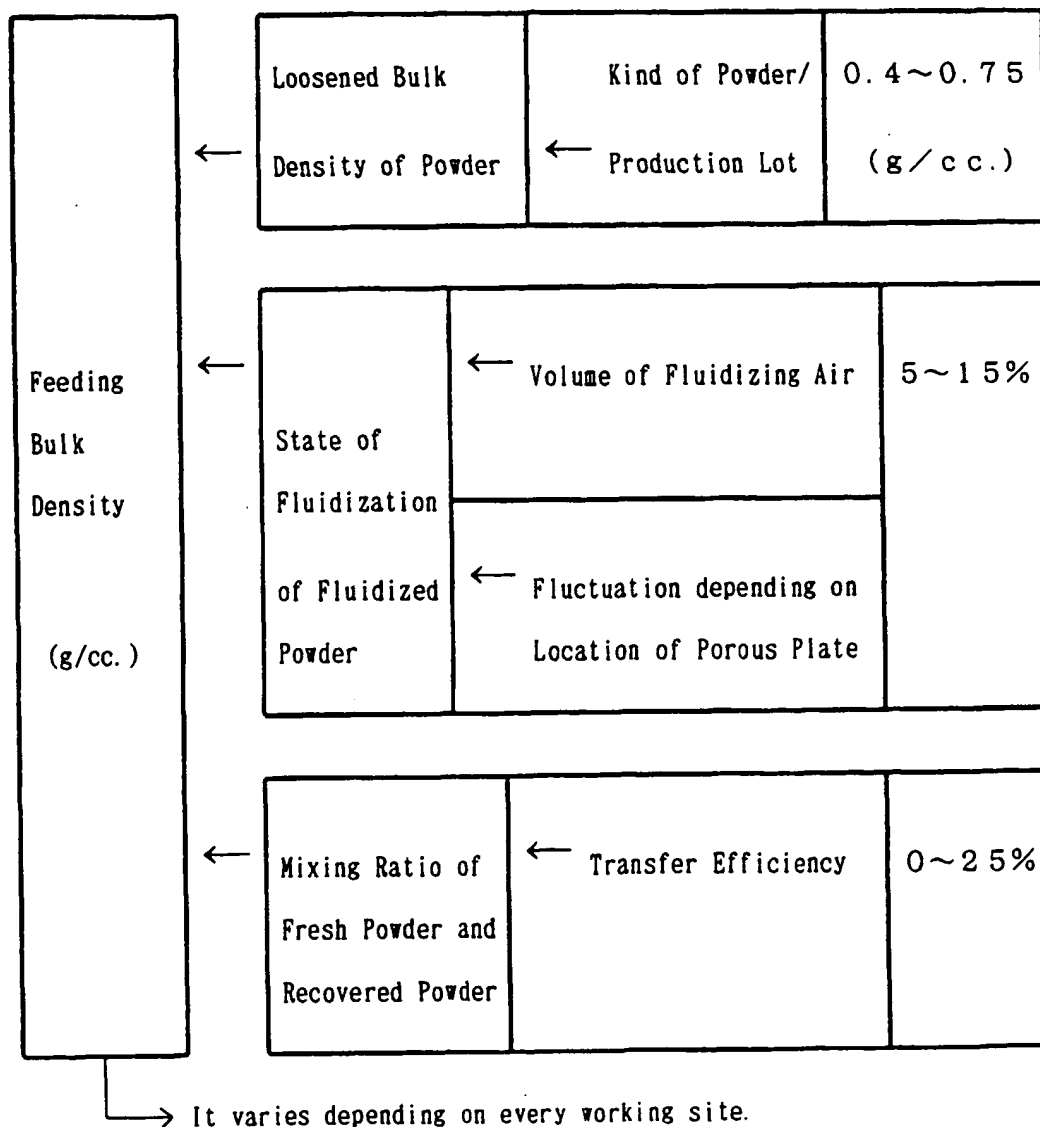 Feeding
Bulk
Density
(g/cc.)
Loosened Bulk
Density of Powder
←
← Kind of Powder/
Production Lot
0.4~0.75
(g/cc.)
←
State of
Fluidization
of Fluidized
Powder
← Volume of Fluidizing Air
5~15%
← Fluctuation depending on
Location of Porous Plate
←
Mixing Ratio of
Fresh Powder and
Recovered Powder
← Transfer Efficiency
0~25%
→ It varies depending on every working site.